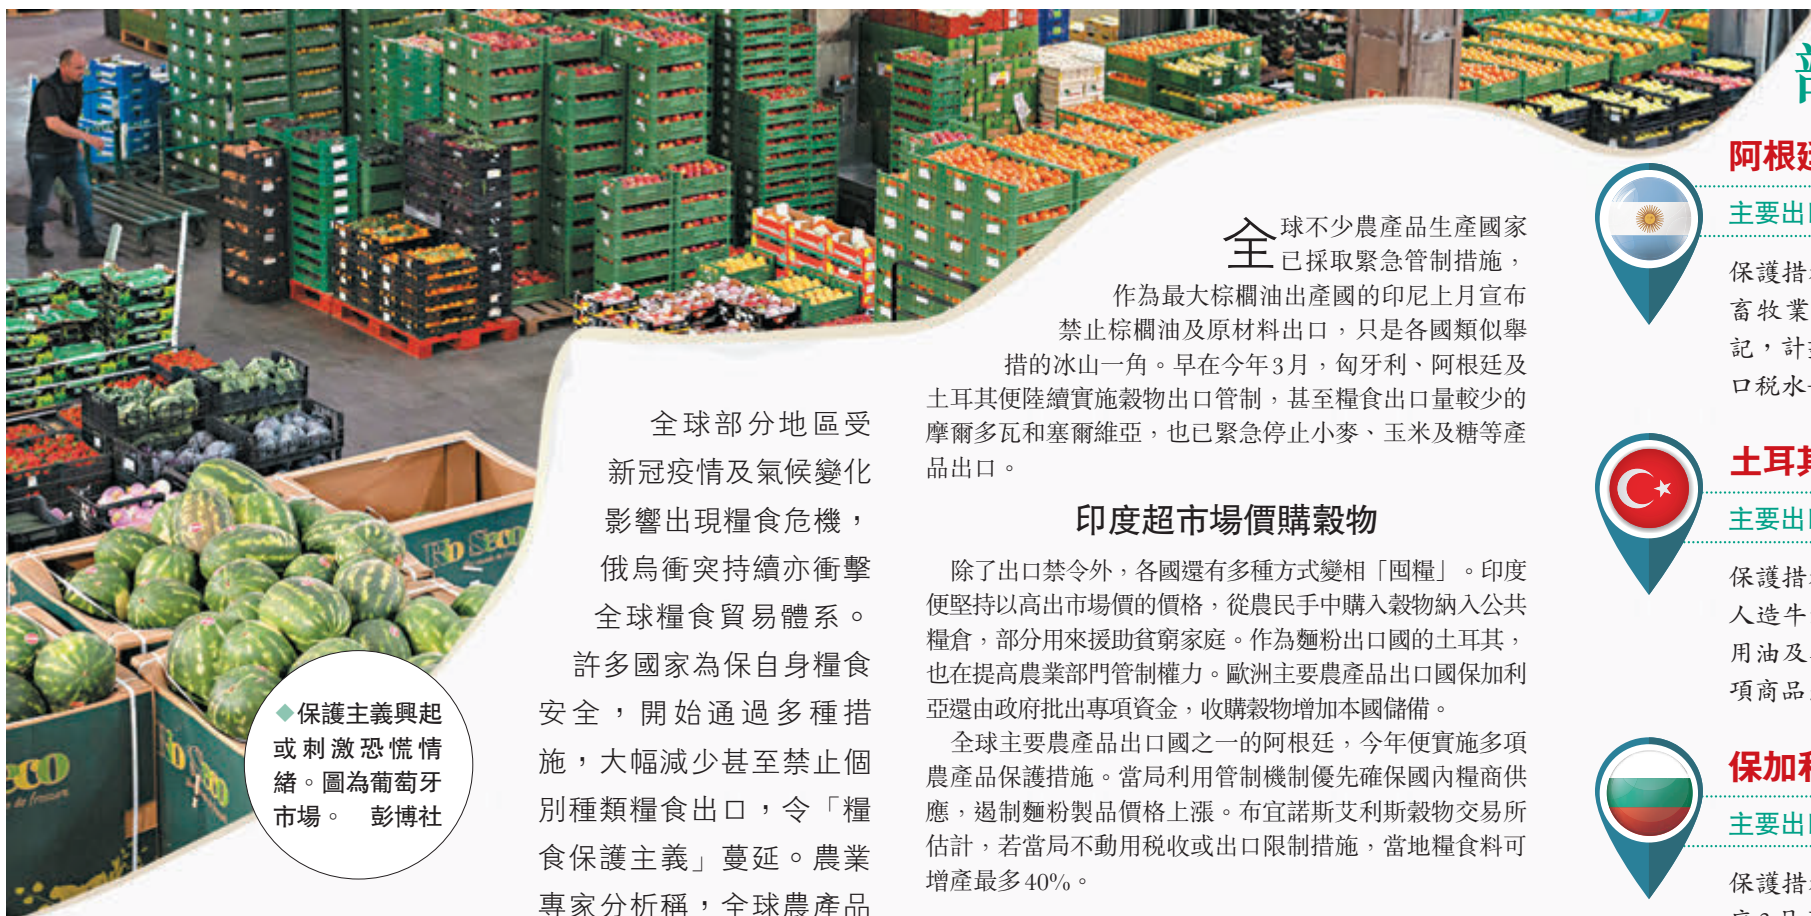 全球部分地區受
新冠疫情及氣候變化
影響出現糧食危機，
俄烏衝突持續亦衝擊
全球糧食貿易體系。
許多國家為保自身糧食
安全，開始通過多種措
施，大幅減少甚至禁止個
別種類糧食出口，令「糧
食保護主義」蔓延。農業
專家分析稱，全球農產品
全球不少農產品生產國家
已採取緊急管制措施，
作為最大棕櫚油出產國的印尼上月宣布
禁止棕櫚油及原材料出口，只是各國類似舉
措的冰山一角。早在今年3月，匈牙利、阿根廷及
土耳其便陸續實施穀物出口管制，甚至糧食出口量較少的
摩爾多瓦和塞爾維亞，也已緊急停止小麥、玉米及糖等產
品出口。
印度超市場價購穀物
除了出口禁令外，各國還有多種方式變相「囤糧」。印度
便堅持以高出市場價的價格，從農民手中購入穀物納入公共
糧倉，部分用來援助貧窮家庭。作為麵粉出口國的土耳其，
也在提高農業部門管制權力。歐洲主要農產品出口國保加利
亞還由政府批出專項資金，收購穀物增加本國儲備。
全球主要農產品出口國之一的阿根廷，今年便實施多項
農產品保護措施。當局利用管制機制優先確保國內糧商供
應，遏制麵粉製品價格上漲。布宜諾斯艾利斯穀物交易所
估計，若當局不動用稅收或出口限制措施，當地糧食料可
增產最多40%。
◆保護主義興起
或刺激恐慌情
緒。圖為葡萄牙
市場。 彭博社
Rio Seco
阿根
主要出
保護措
畜牧業
記，計
口稅水
土耳其
主要出
保護措
人造牛
用油及
項商品
保加利
主要出
保護措